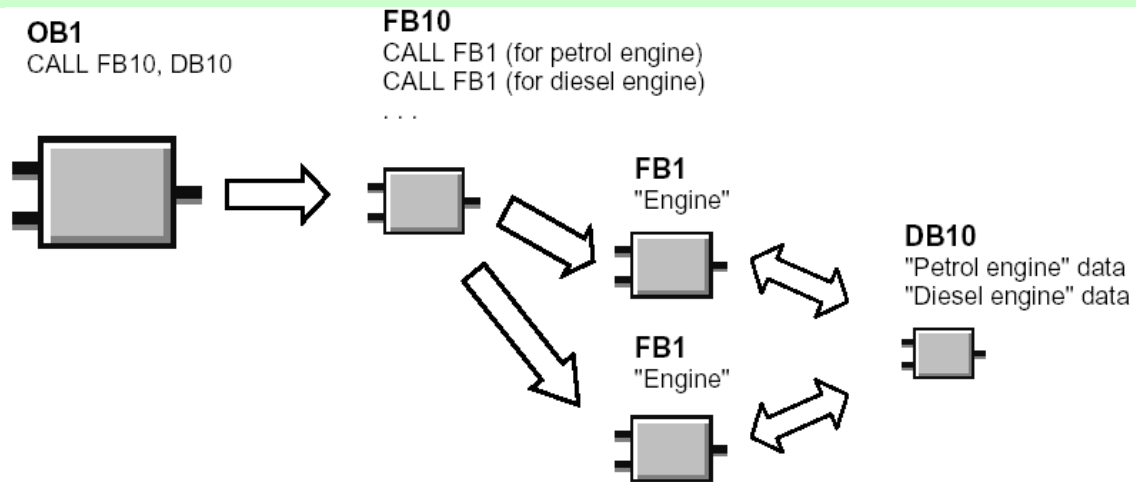 OB1
CALL FB10, DB10
FB10
CALL FB1 (for petrol engine)
CALL FB1 (for diesel engine)
. . .
FB1
"Engine"
DB10
"Petrol engine" data
"Diesel engine" data
FB1
"Engine"